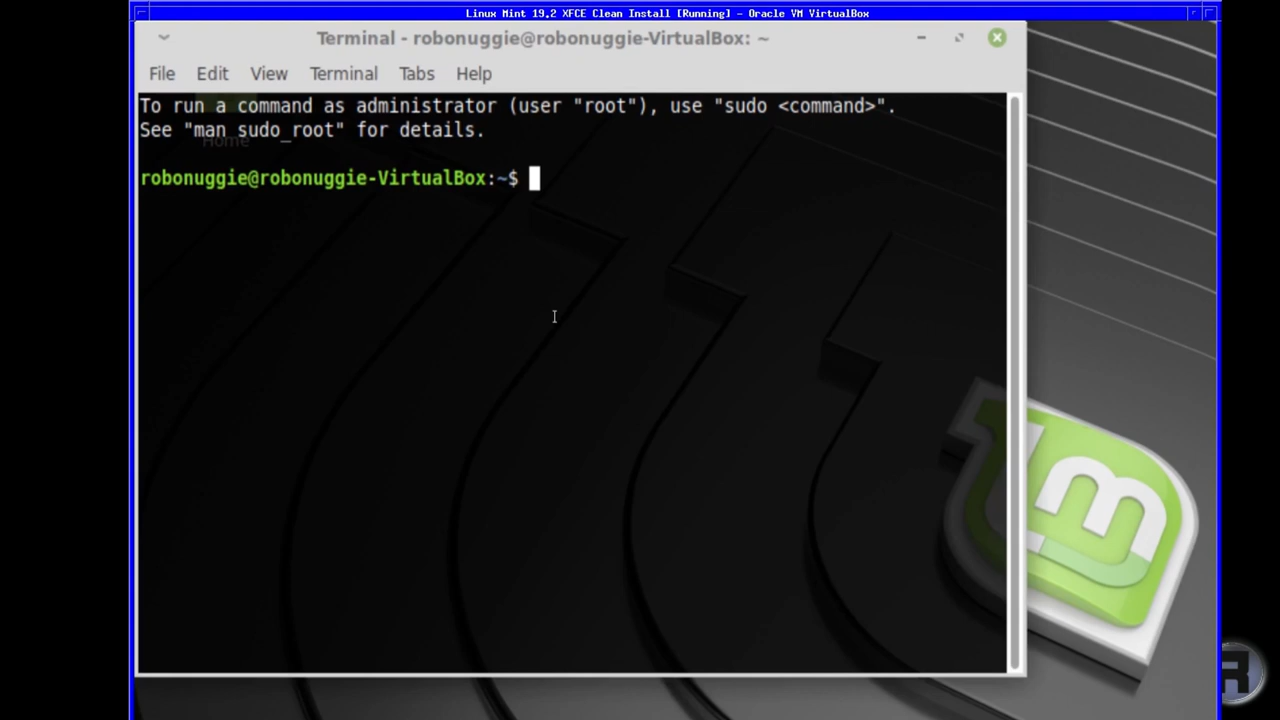 Linux Mint 19.2 XFCE Clean Install [Running] - Oracle VM VirtualBox
Terminal - robonuggie@robonuggie-VirtualBox: ~
File Edit View Terminal Tabs Help
To run a command as administrator (user "root"), use "sudo <command>".
See "man sudo_root" for details.
Home
robonuggie@robonuggie-VirtualBox:~$
m
R